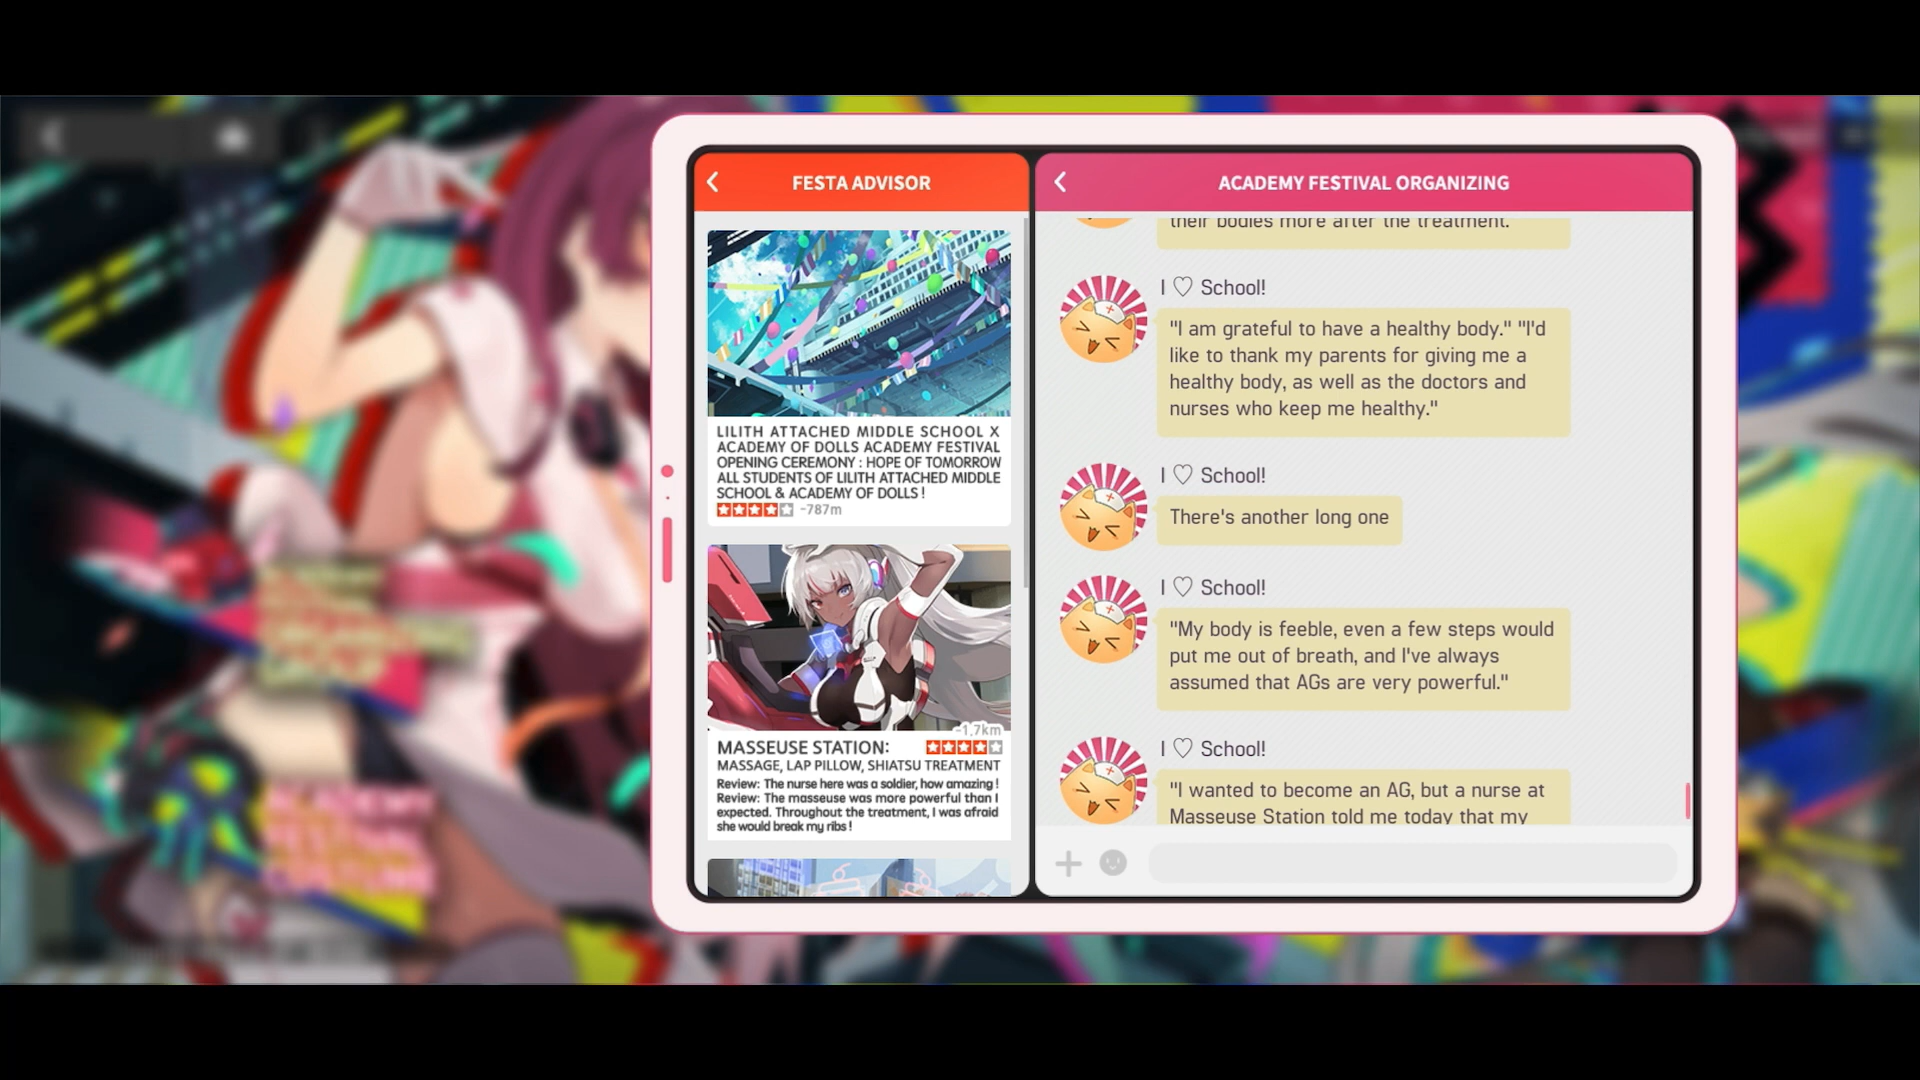 FESTA ADVISOR
LILITH ATTACHED MIDDLE SCHOOL X
ACADEMY OF DOLLS ACADEMY FESTIVAL
OPENING CEREMONY : HOPE OF TOMORROW
ALL STUDENTS OF LILITH ATTACHED MIDDLE
SCHOOL & ACADEMY OF DOLLS !
-787m
-1.7km
MASSEUSE STATION:
MASSAGE, LAP PILLOW, SHIATSU TREATMENT
Review: The nurse here was a soldier, how amazing !
Review: The masseuse was more powerful than I
expected. Throughout the treatment, I was afraid
she would break my ribs !
ACADEMY FESTIVAL ORGANIZING
their bodies more after the treatment.
I ♡ School!
"I am grateful to have a healthy body." "I'd
like to thank my parents for giving me a
healthy body, as well as the doctors and
nurses who keep me healthy."
I ♡ School!
There's another long one
I ♡ School!
"My body is feeble, even a few steps would
put me out of breath, and I've always
assumed that AGs are very powerful."
I ♡ School!
"I wanted to become an AG, but a nurse at
Masseuse Station told me today that my
ACADEMY
FESTIVAL
COSTUME